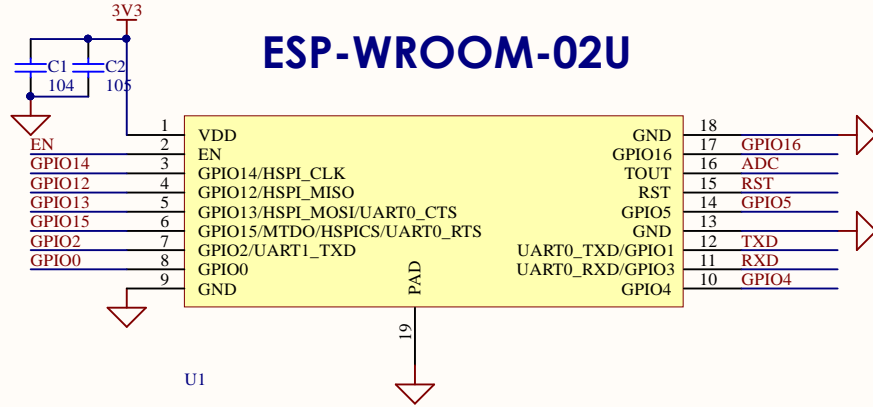 3V3
ESP-WROOM-02U
C1
104
C2
105
1 VDD
EN 2 EN
GPIO14 3 GPIO14/HSPI_CLK
GPIO12 4 GPIO12/HSPI_MISO
GPIO13 5 GPIO13/HSPI_MOSI/UART0_CTS
GPIO15 6 GPIO15/MTDO/HSPICS/UART0_RTS
GPIO2 7 GPIO2/UART1_TXD
GPIO0 8 GPIO0
9 GND
GND 18
GPIO16 17 GPIO16
TOUT 16 ADC
RST 15 RST
GPIO5 14 GPIO5
GND 13
UART0_TXD/GPIO1 12 TXD
UART0_RXD/GPIO3 11 RXD
GPIO4 10 GPIO4
PAD
19
U1